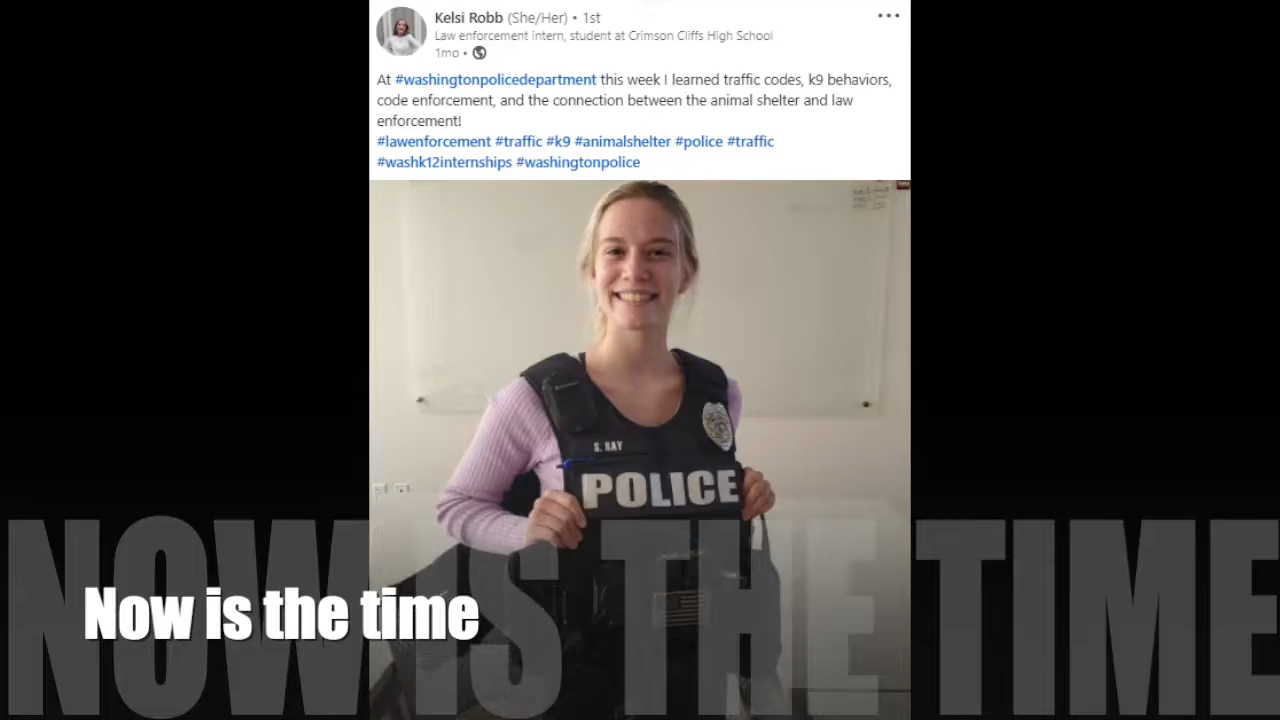 Kelsi Robb (She/Her) • 1st
Law enforcement intern, student at Crimson Cliffs High School
1mo •
At #washingtonpolicedepartment this week I learned traffic codes, k9 behaviors,
code enforcement, and the connection between the animal shelter and law
enforcement!
#lawenforcement #traffic #k9 #animalshelter #police #traffic
#washk12internships #washingtonpolice
S. RAY
POLICE
NOW IS THE TIME
Now is the time